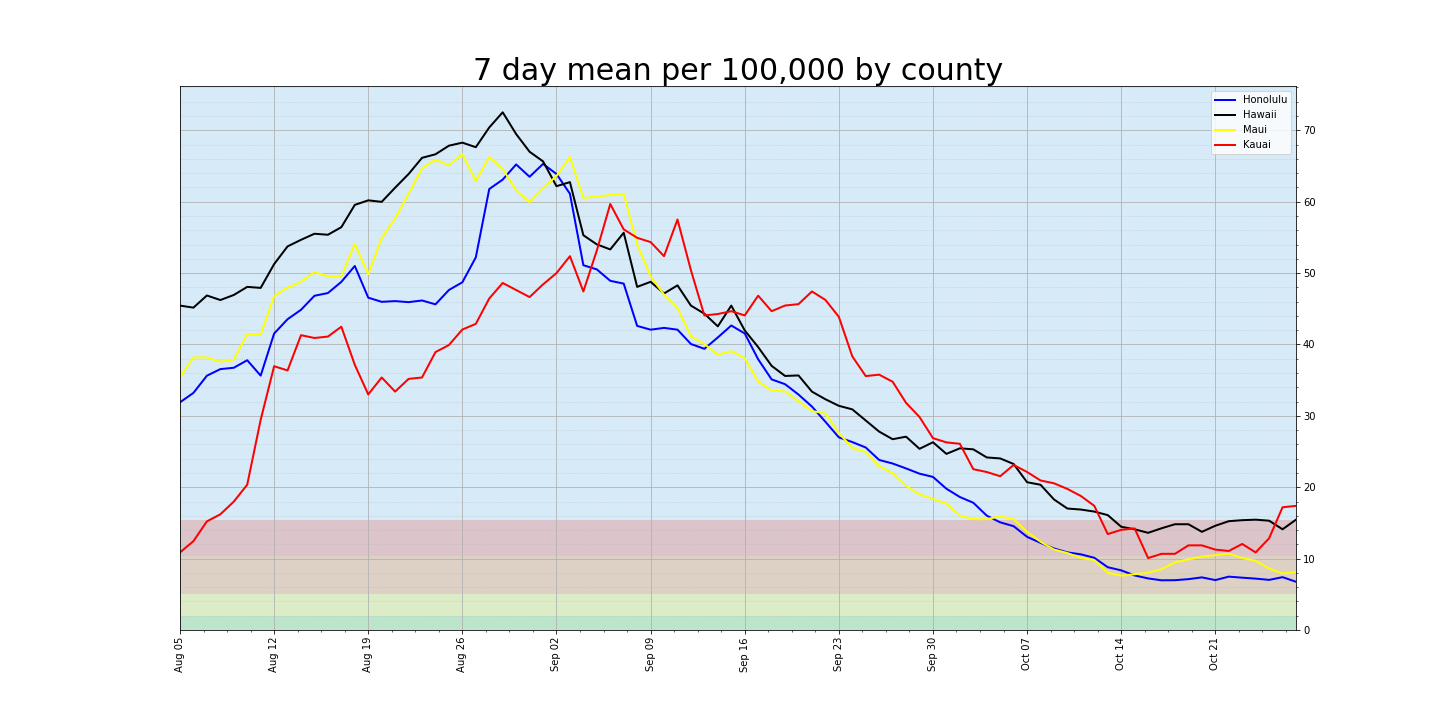 7 day mean per 100,000 by county
Honolulu
Hawaii
Maui
Kauai
70
60
50
40
30
20
10
0
Aug 05
Aug 12
Aug 19
Aug 26
Sep 02
Sep 09
Sep 16
Sep 23
Sep 30
Oct 07
Oct 14
Oct 21